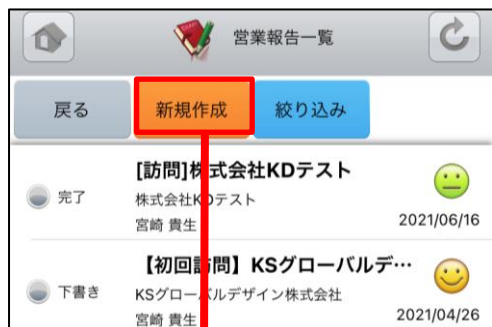 営業報告一覧
戻る 新規作成 絞り込み
[訪問]株式会社KDテスト
完了 株式会社KDテスト
宮崎 貴生 2021/06/16
【初回訪問】KSグローバルデ…
下書き KSグローバルデザイン株式会社
宮崎 貴生 2021/04/26